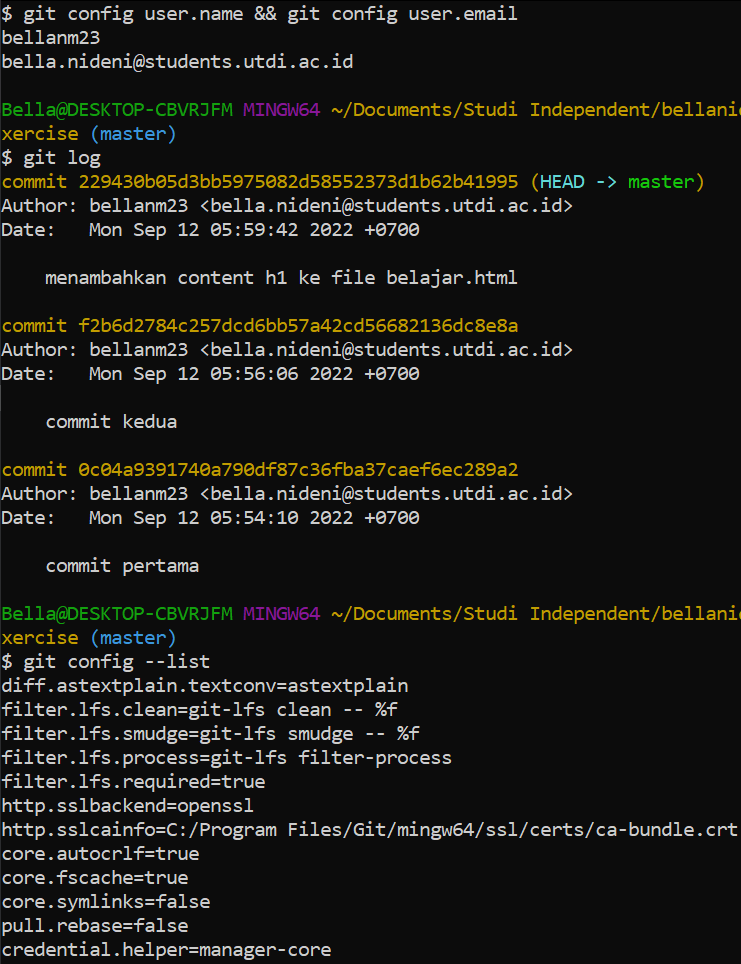 $ git config user.name && git config user.email
bellanm23
bella.nideni@students.utdi.ac.id
Bella@DESKTOP-CBVRJFM MINGW64 ~/Documents/Studi Independent/bellanid
xercise (master)
$ git log
commit 229430b05d3bb5975082d58552373d1b62b41995 (HEAD -> master)
Author: bellanm23 <bella.nideni@students.utdi.ac.id>
Date:   Mon Sep 12 05:59:42 2022 +0700
    menambahkan content h1 ke file belajar.html
commit f2b6d2784c257dcd6bb57a42cd56682136dc8e8a
Author: bellanm23 <bella.nideni@students.utdi.ac.id>
Date:   Mon Sep 12 05:56:06 2022 +0700
    commit kedua
commit 0c04a9391740a790df87c36fba37caef6ec289a2
Author: bellanm23 <bella.nideni@students.utdi.ac.id>
Date:   Mon Sep 12 05:54:10 2022 +0700
    commit pertama
Bella@DESKTOP-CBVRJFM MINGW64 ~/Documents/Studi Independent/bellanid
xercise (master)
$ git config --list
diff.astextplain.textconv=astextplain
filter.lfs.clean=git-lfs clean -- %f
filter.lfs.smudge=git-lfs smudge -- %f
filter.lfs.process=git-lfs filter-process
filter.lfs.required=true
http.sslbackend=openssl
http.sslcainfo=C:/Program Files/Git/mingw64/ssl/certs/ca-bundle.crt
core.autocrlf=true
core.fscache=true
core.symlinks=false
pull.rebase=false
credential.helper=manager-core